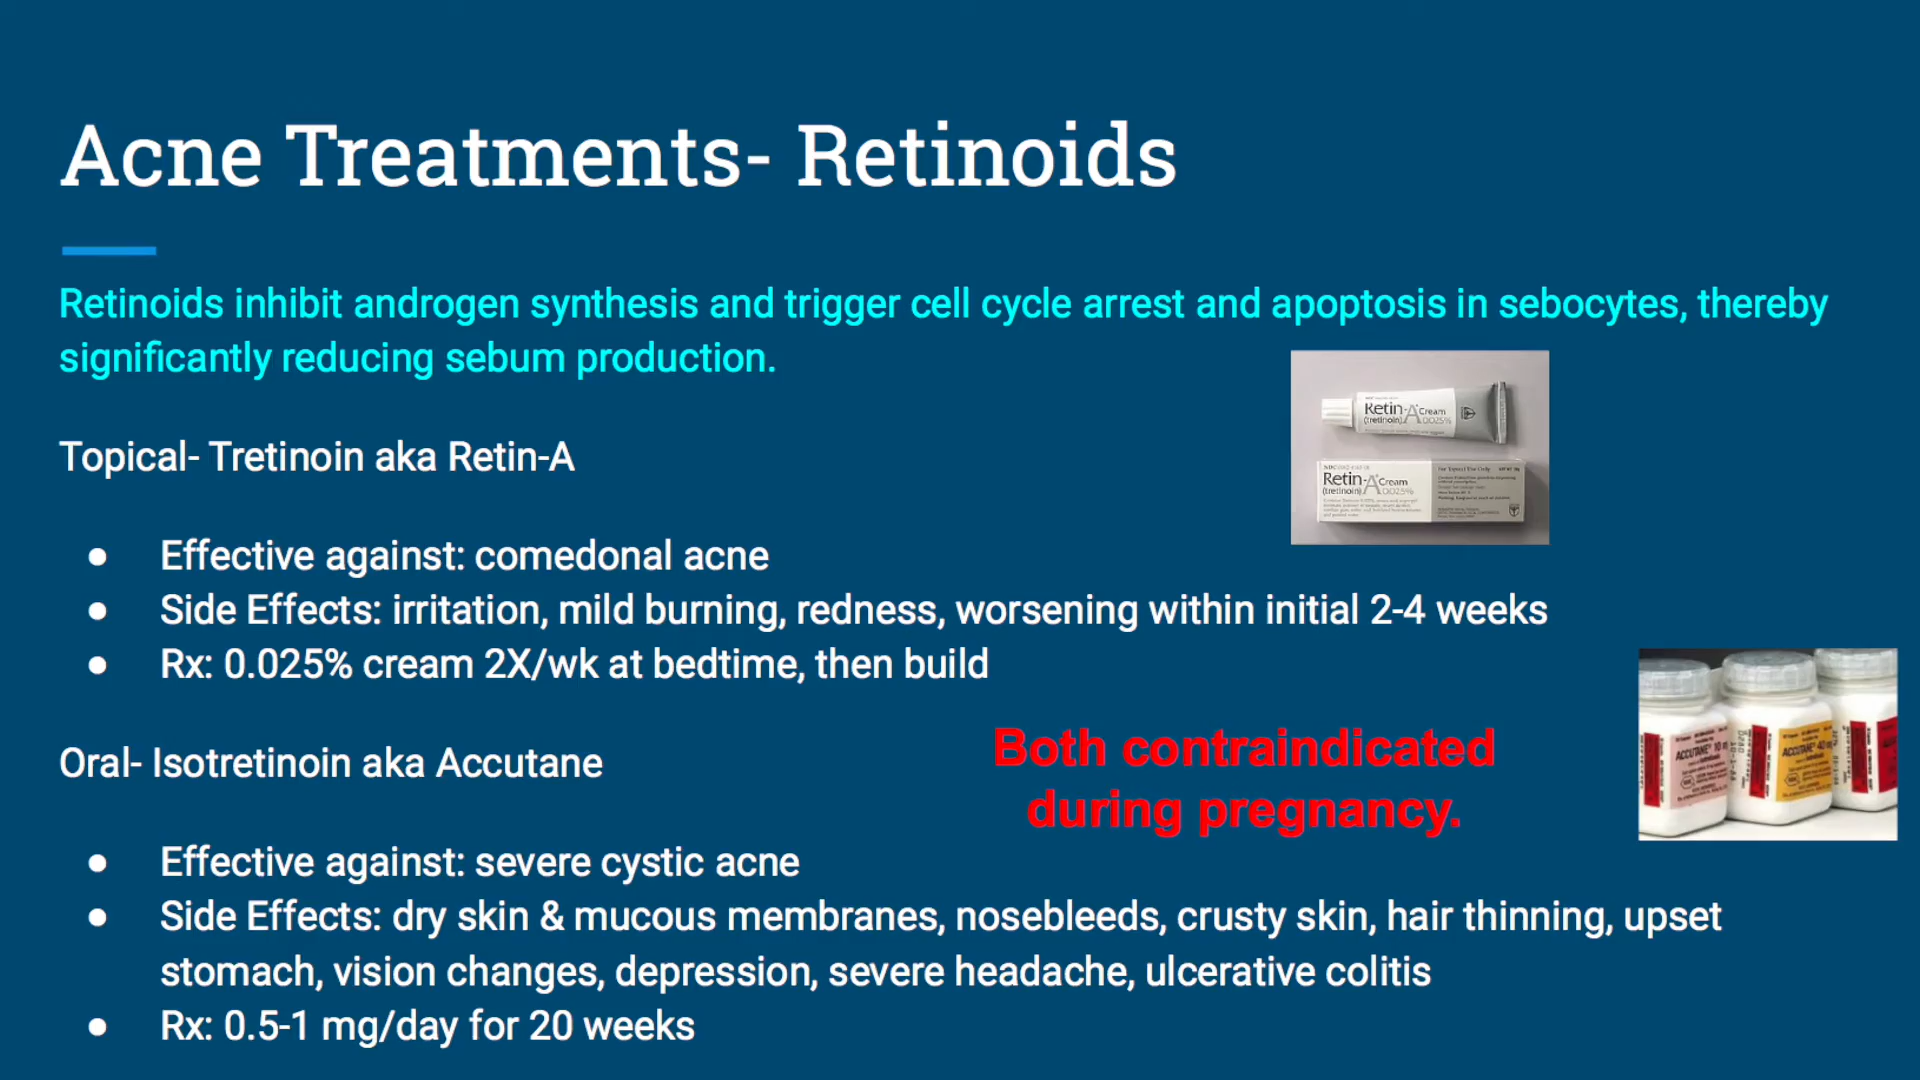 Acne Treatments- Retinoids
Retinoids inhibit androgen synthesis and trigger cell cycle arrest and apoptosis in sebocytes, thereby
significantly reducing sebum production.
Retin-A Cream
(tretinoin) 0.025%
Topical- Tretinoin aka Retin-A
Retin-A Cream
(tretinoin) 0.025%
For Topical Use Only
● Effective against: comedonal acne
● Side Effects: irritation, mild burning, redness, worsening within initial 2-4 weeks
● Rx: 0.025% cream 2X/wk at bedtime, then build
Both contraindicated
during pregnancy.
ACCUTANE 10
ACCUTANE 40
Oral- Isotretinoin aka Accutane
● Effective against: severe cystic acne
● Side Effects: dry skin & mucous membranes, nosebleeds, crusty skin, hair thinning, upset
stomach, vision changes, depression, severe headache, ulcerative colitis
● Rx: 0.5-1 mg/day for 20 weeks